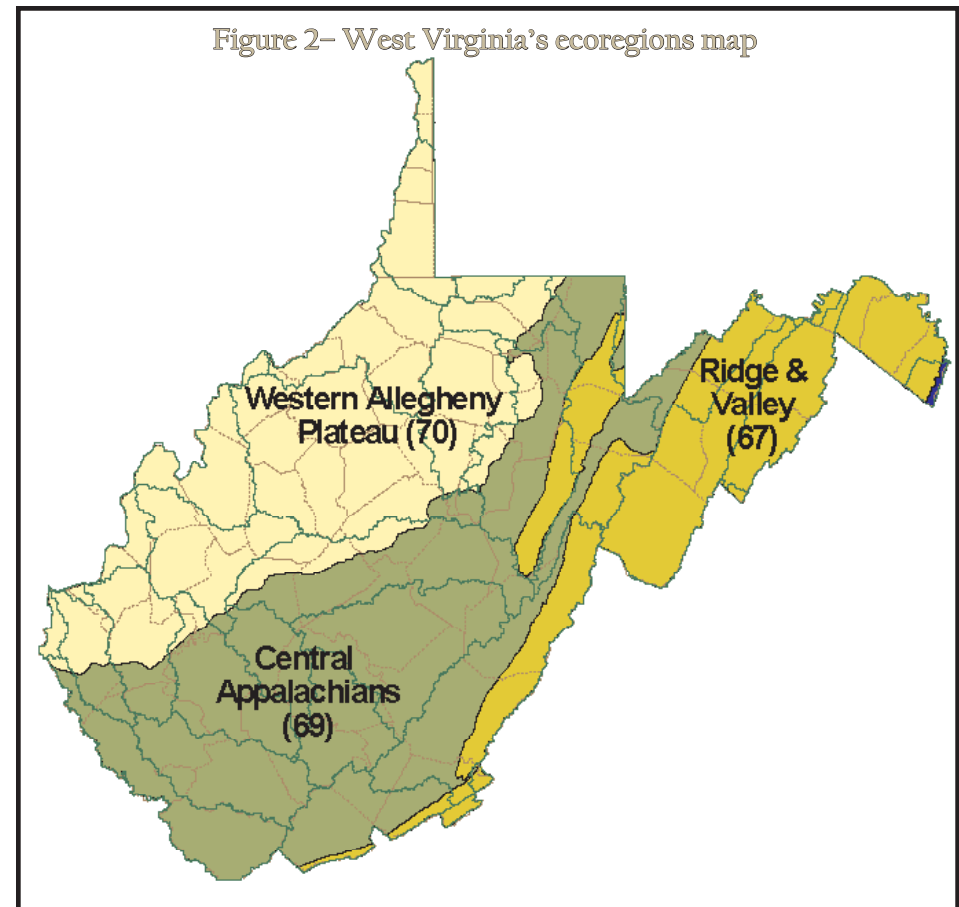 Figure 2– West Virginia’s ecoregions map
Western Allegheny
Plateau (70)
Ridge &
Valley
(67)
Central
Appalachians
(69)